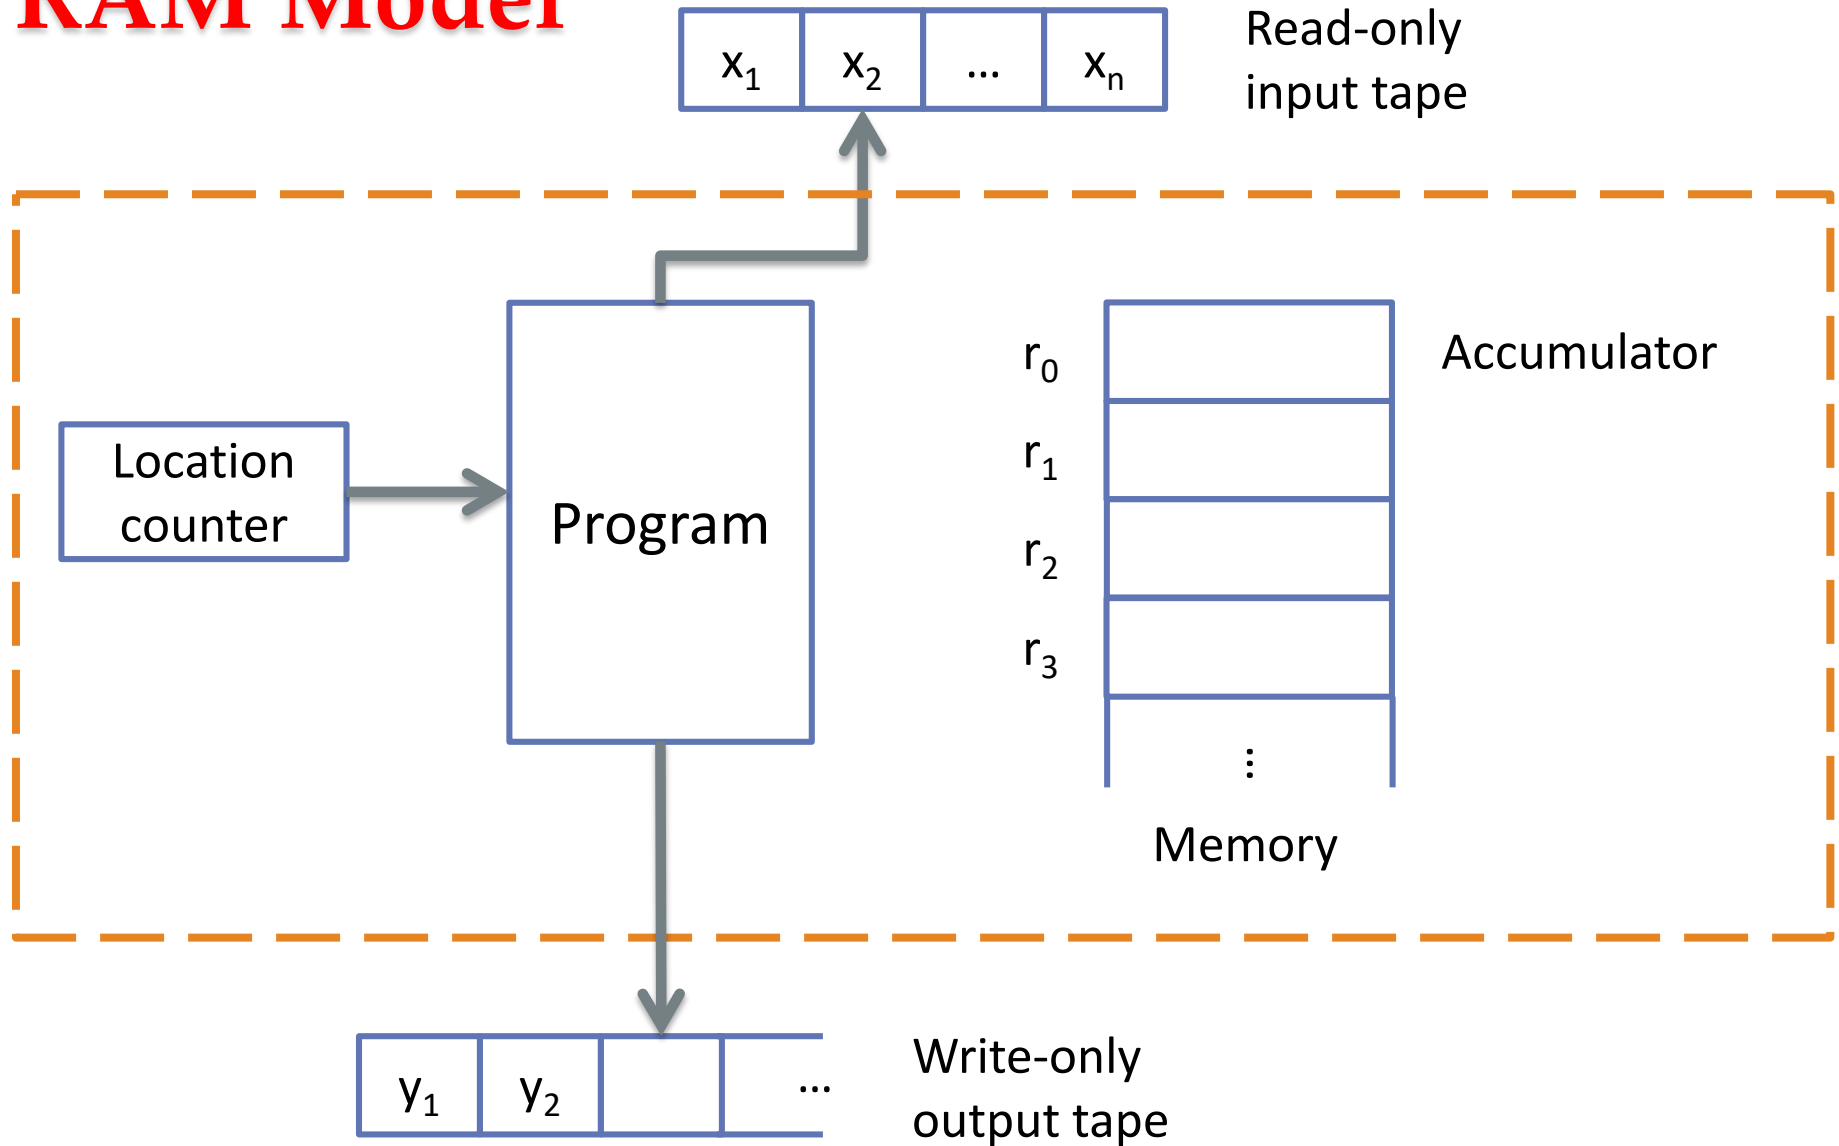 RAM Model
x1 x2 ... xn
Read-only
input tape
Location
counter
Program
r0
Accumulator
r1
r2
r3
⋮
Memory
y1 y2 ...
Write-only
output tape